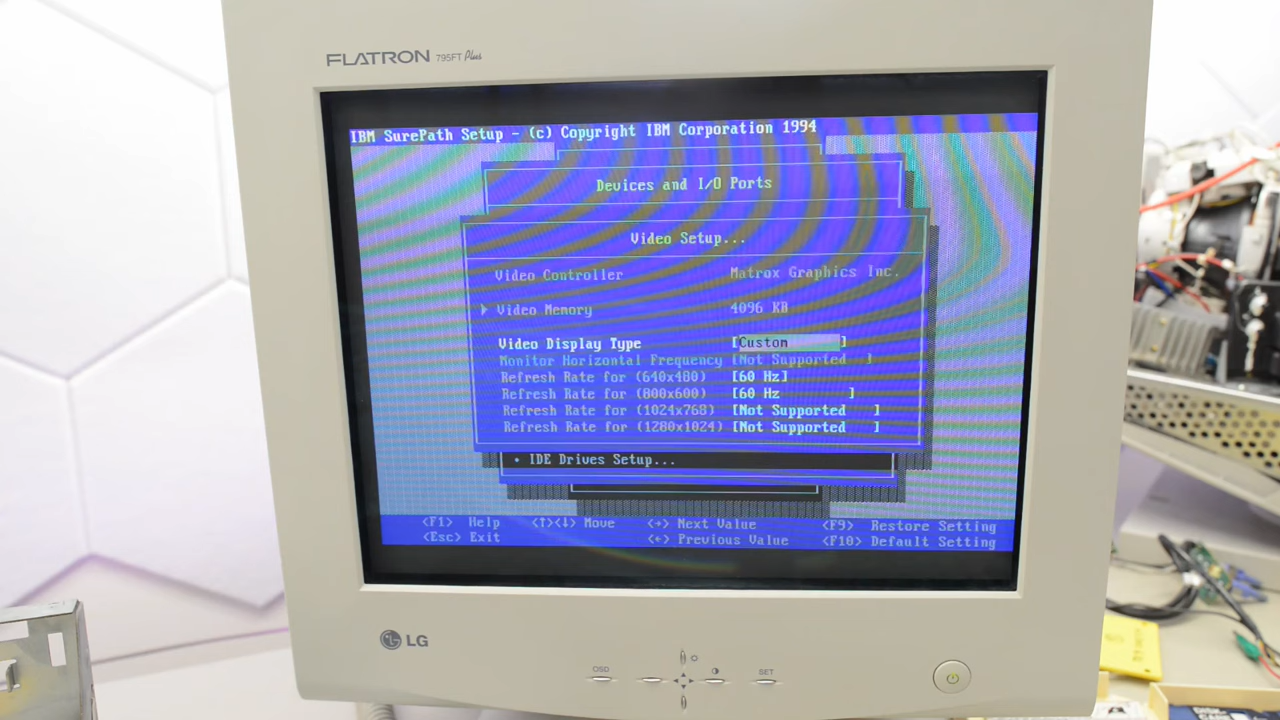 FLATRON 795FT Plus
IBM SurePath Setup - (c) Copyright IBM Corporation 1994
Devices and I/O Ports
Video Setup...
Video Controller Matrox Graphics Inc.
Video Memory 4096 KB
Video Display Type [Custom ]
Monitor Horizontal Frequency [Not Supported ]
Refresh Rate for (640x480) [60 Hz]
Refresh Rate for (800x600) [60 Hz ]
Refresh Rate for (1024x768) [Not Supported ]
Refresh Rate for (1280x1024) [Not Supported ]
• IDE Drives Setup...
<F1> Help <↑><↓> Move <→> Next Value <F9> Restore Setting
<Esc> Exit <←> Previous Value <F10> Default Setting
LG
OSD SET